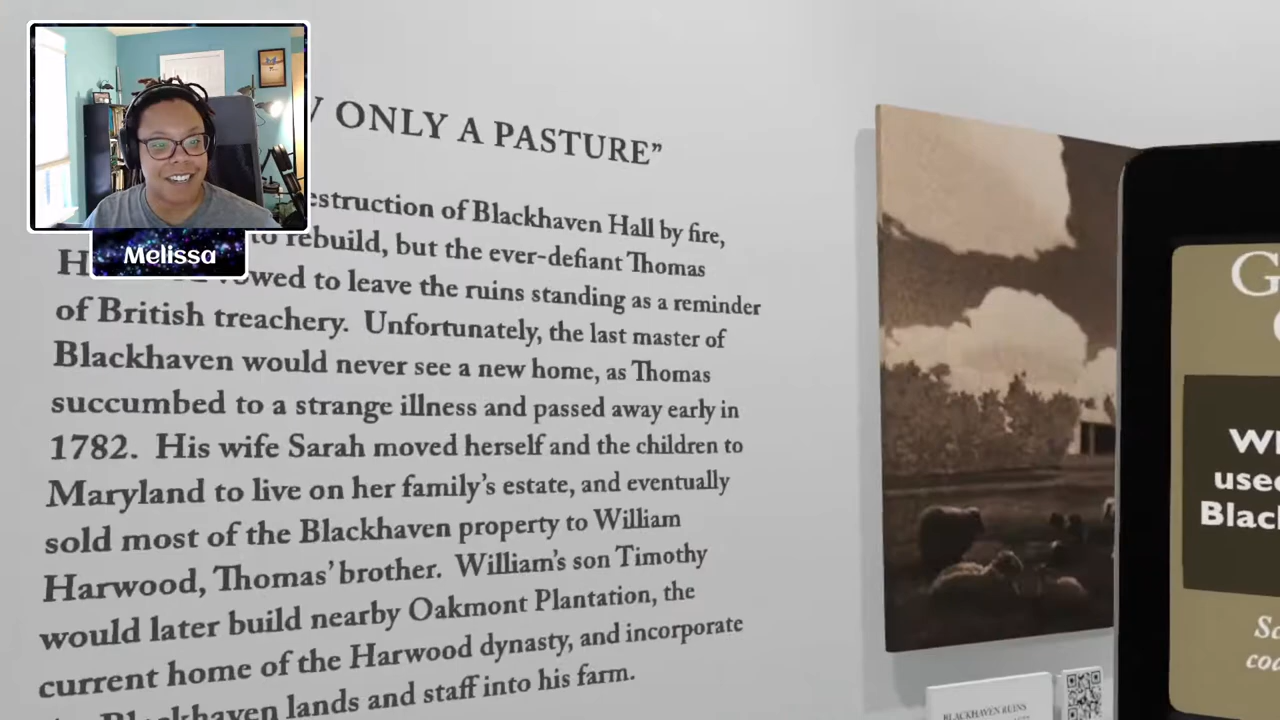 ONLY A PASTURE”
estruction of Blackhaven Hall by fire,
to rebuild, but the ever-defiant Thomas
H vowed to leave the ruins standing as a reminder
of British treachery. Unfortunately, the last master of
Blackhaven would never see a new home, as Thomas
succumbed to a strange illness and passed away early in
1782. His wife Sarah moved herself and the children to
Maryland to live on her family’s estate, and eventually
sold most of the Blackhaven property to William
Harwood, Thomas’ brother. William’s son Timothy
would later build nearby Oakmont Plantation, the
current home of the Harwood dynasty, and incorporate
Blackhaven lands and staff into his farm.
Melissa
BLACKHAVEN RUINS
G
used